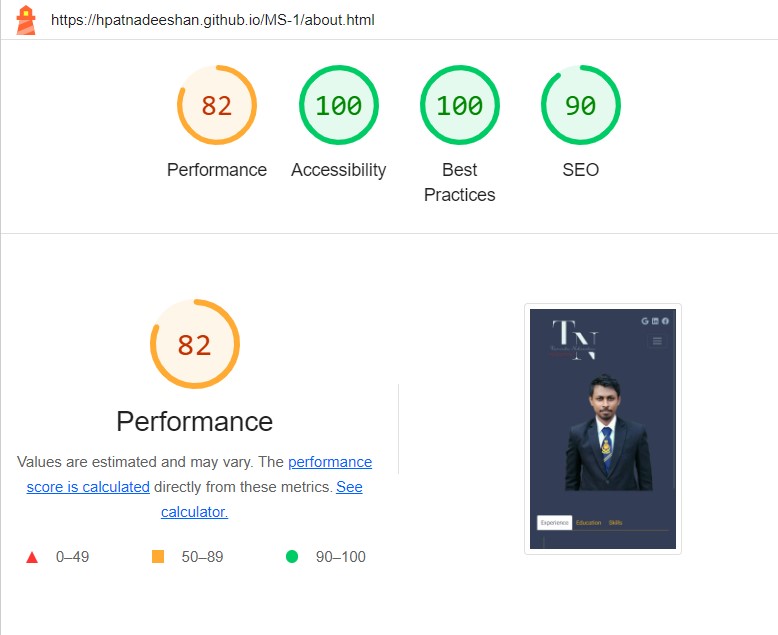 https://hpatnadeeshan.github.io/MS-1/about.html
82
100
100
90
Performance
Accessibility
Best
Practices
SEO
82
Performance
Values are estimated and may vary. The performance
score is calculated directly from these metrics. See
calculator.
0–49
50–89
90–100
TN
Experience Education Skills